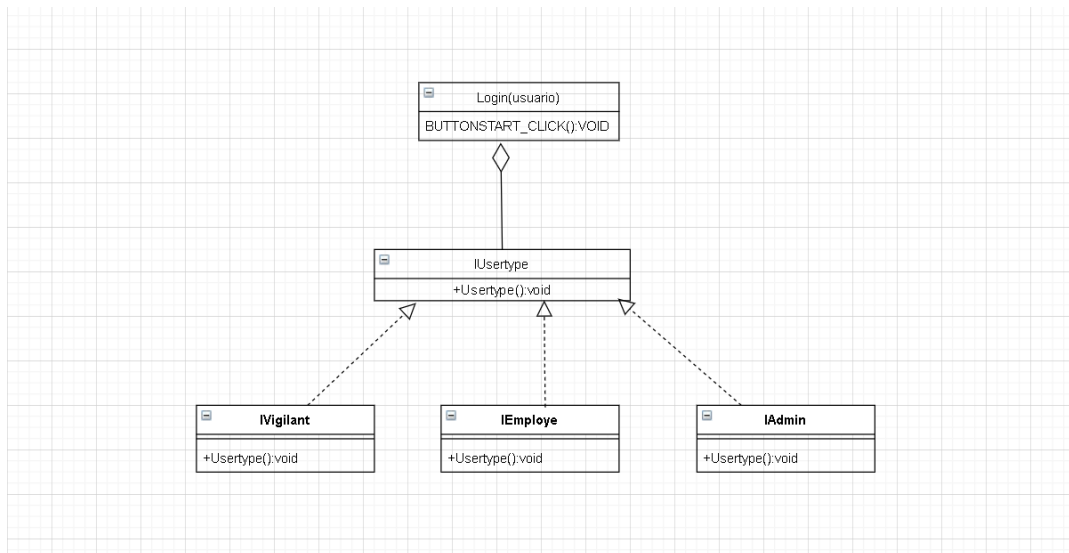 Login(usuario)
BUTTONSTART_CLICK():VOID
IUsertype
+Usertype():void
IVigilant
+Usertype():void
IEmploye
+Usertype():void
IAdmin
+Usertype():void